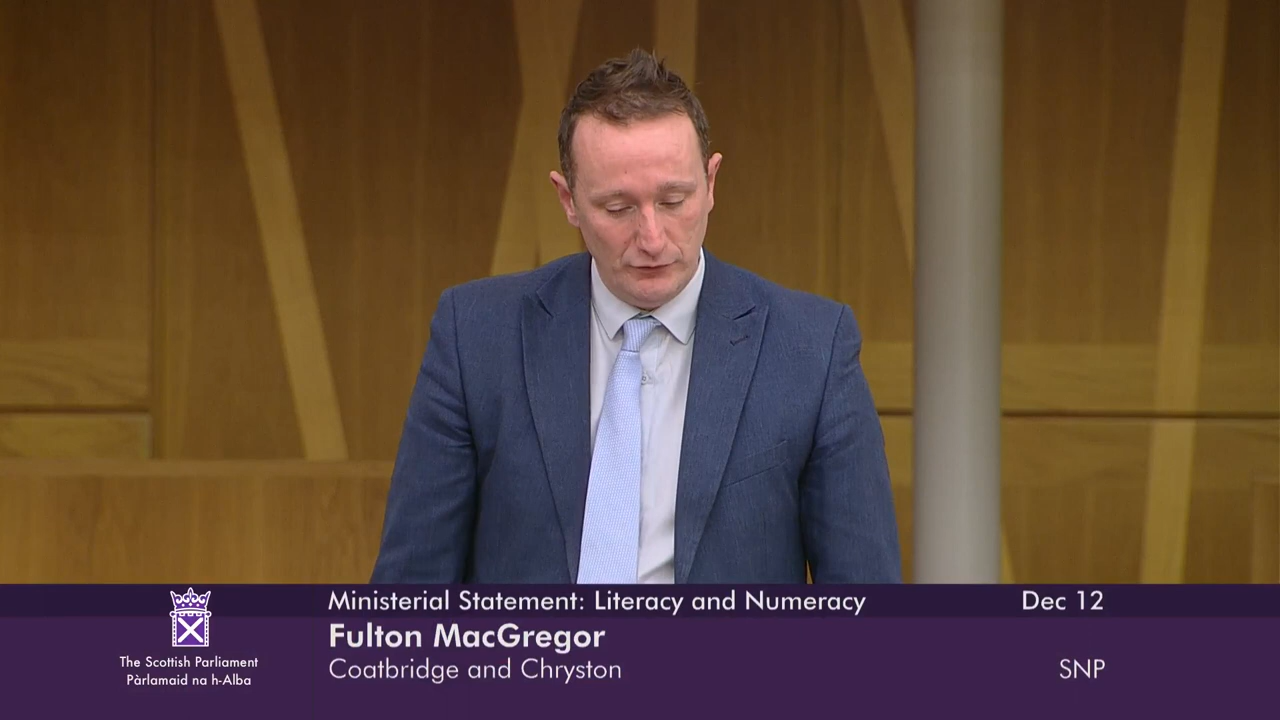 Ministerial Statement: Literacy and Numeracy Dec 12
Fulton MacGregor
Coatbridge and Chryston SNP
The Scottish Parliament
Pàrlamaid na h-Alba